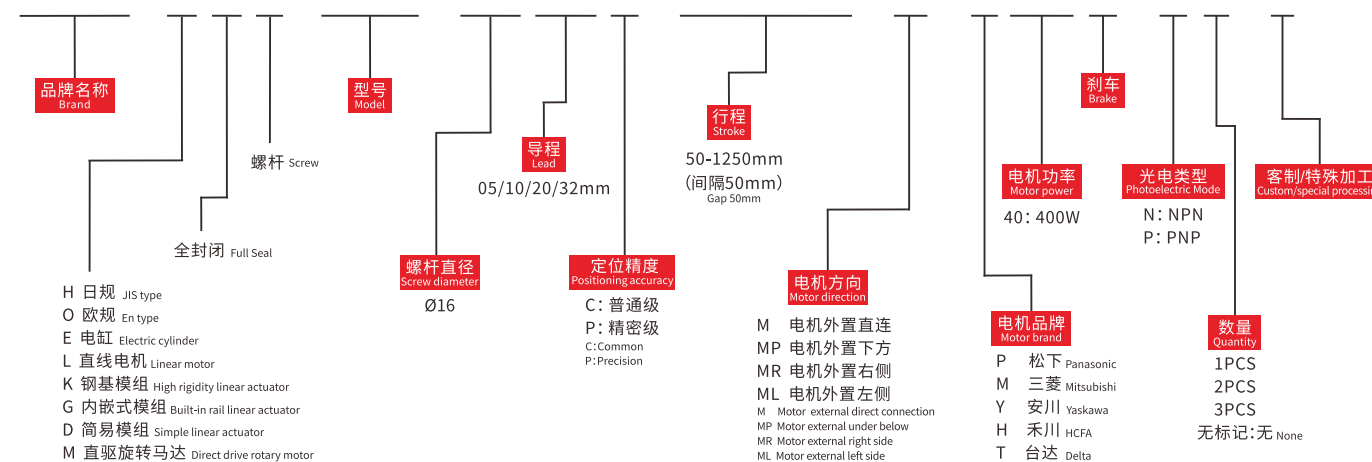 品牌名称
Brand
H 日规 JIS type
O 欧规 En type
E 电缸 Electric cylinder
L 直线电机 Linear motor
K 钢基模组 High rigidity linear actuator
G 内嵌式模组 Built-in rail linear actuator
D 简易模组 Simple linear actuator
M 直驱旋转马达 Direct drive rotary motor
全封闭 Full Seal
螺杆 Screw
型号
Model
螺杆直径
Screw diameter
Ø16
导程
Lead
05/10/20/32mm
定位精度
Positioning accuracy
C：普通级
P：精密级
C:Common
P:Precision
行程
Stroke
50-1250mm
（间隔50mm）
Gap 50mm
电机方向
Motor direction
M 电机外置直连
MP 电机外置下方
MR 电机外置右侧
ML 电机外置左侧
M Motor external direct connection
MP Motor external under below
MR Motor external right side
ML Motor external left side
电机品牌
Motor brand
P 松下 Panasonic
M 三菱 Mitsubishi
Y 安川 Yaskawa
H 禾川 HCFA
T 台达 Delta
电机功率
Motor power
40：400W
刹车
Brake
光电类型
Photoelectric Mode
N：NPN
P：PNP
数量
Quantity
1PCS
2PCS
3PCS
无标记：无 None
客制/特殊加工
Custom/special processin